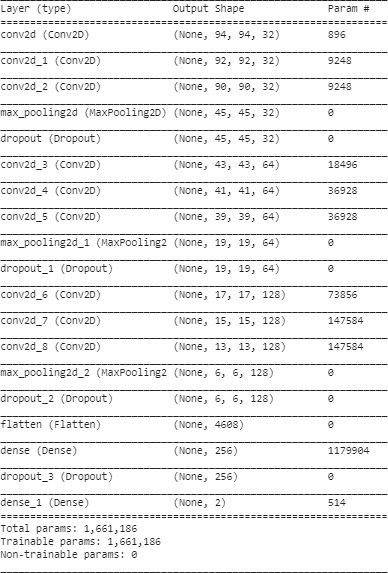 Layer (type) Output Shape Param #
conv2d (Conv2D) (None, 94, 94, 32) 896
conv2d_1 (Conv2D) (None, 92, 92, 32) 9248
conv2d_2 (Conv2D) (None, 90, 90, 32) 9248
max_pooling2d (MaxPooling2D) (None, 45, 45, 32) 0
dropout (Dropout) (None, 45, 45, 32) 0
conv2d_3 (Conv2D) (None, 43, 43, 64) 18496
conv2d_4 (Conv2D) (None, 41, 41, 64) 36928
conv2d_5 (Conv2D) (None, 39, 39, 64) 36928
max_pooling2d_1 (MaxPooling2 (None, 19, 19, 64) 0
dropout_1 (Dropout) (None, 19, 19, 64) 0
conv2d_6 (Conv2D) (None, 17, 17, 128) 73856
conv2d_7 (Conv2D) (None, 15, 15, 128) 147584
conv2d_8 (Conv2D) (None, 13, 13, 128) 147584
max_pooling2d_2 (MaxPooling2 (None, 6, 6, 128) 0
dropout_2 (Dropout) (None, 6, 6, 128) 0
flatten (Flatten) (None, 4608) 0
dense (Dense) (None, 256) 1179904
dropout_3 (Dropout) (None, 256) 0
dense_1 (Dense) (None, 2) 514
Total params: 1,661,186
Trainable params: 1,661,186
Non-trainable params: 0